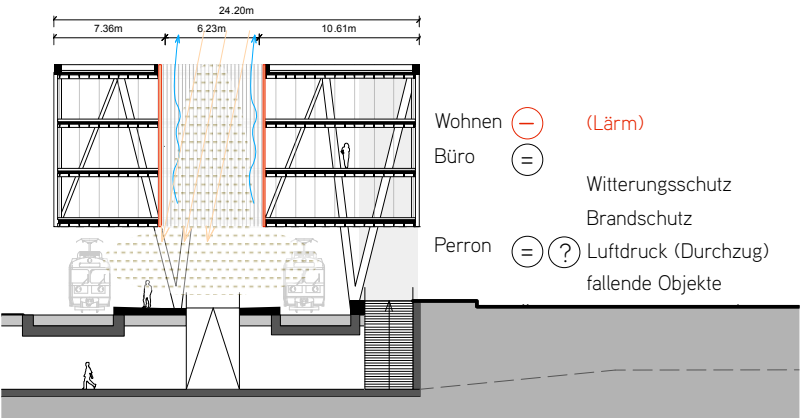 24.20m
7.36m 6.23m 10.61m
Wohnen − (Lärm)
Büro =
Witterungsschutz
Brandschutz
Perron = ? Luftdruck (Durchzug)
fallende Objekte